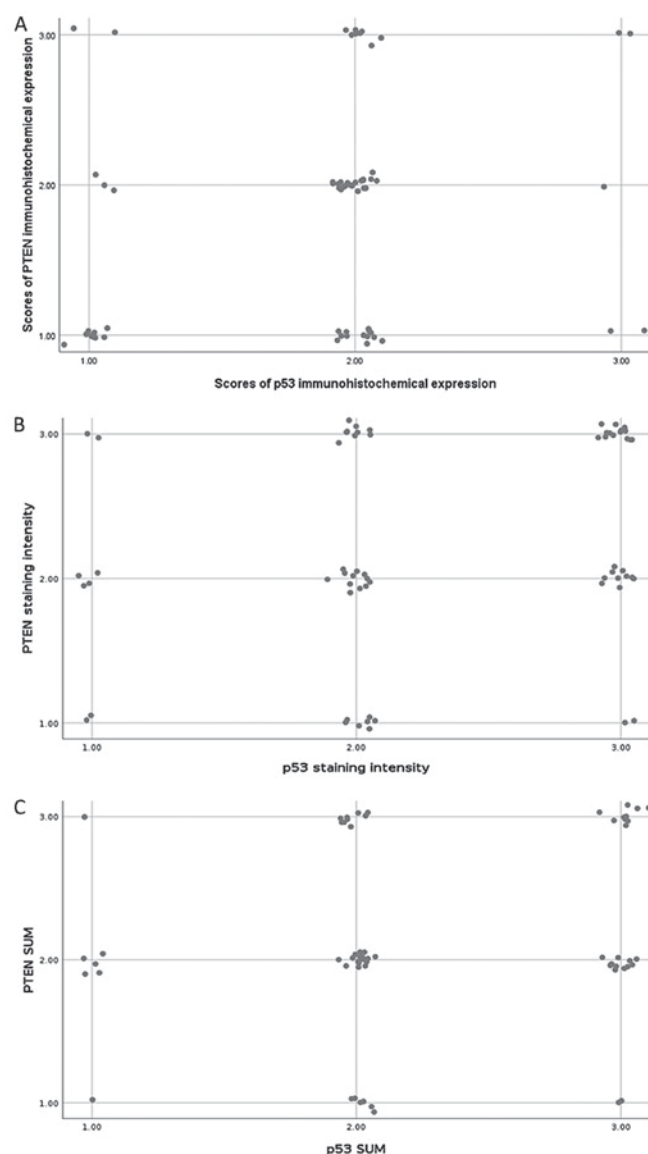 A
Scores of PTEN immunohistochemical expression
3.00
2.00
1.00
1.00 2.00 3.00
Scores of p53 immunohistochemical expression
B
PTEN staining intensity
3.00
2.00
1.00
1.00 2.00 3.00
p53 staining intensity
C
PTEN SUM
3.00
2.00
1.00
1.00 2.00 3.00
p53 SUM